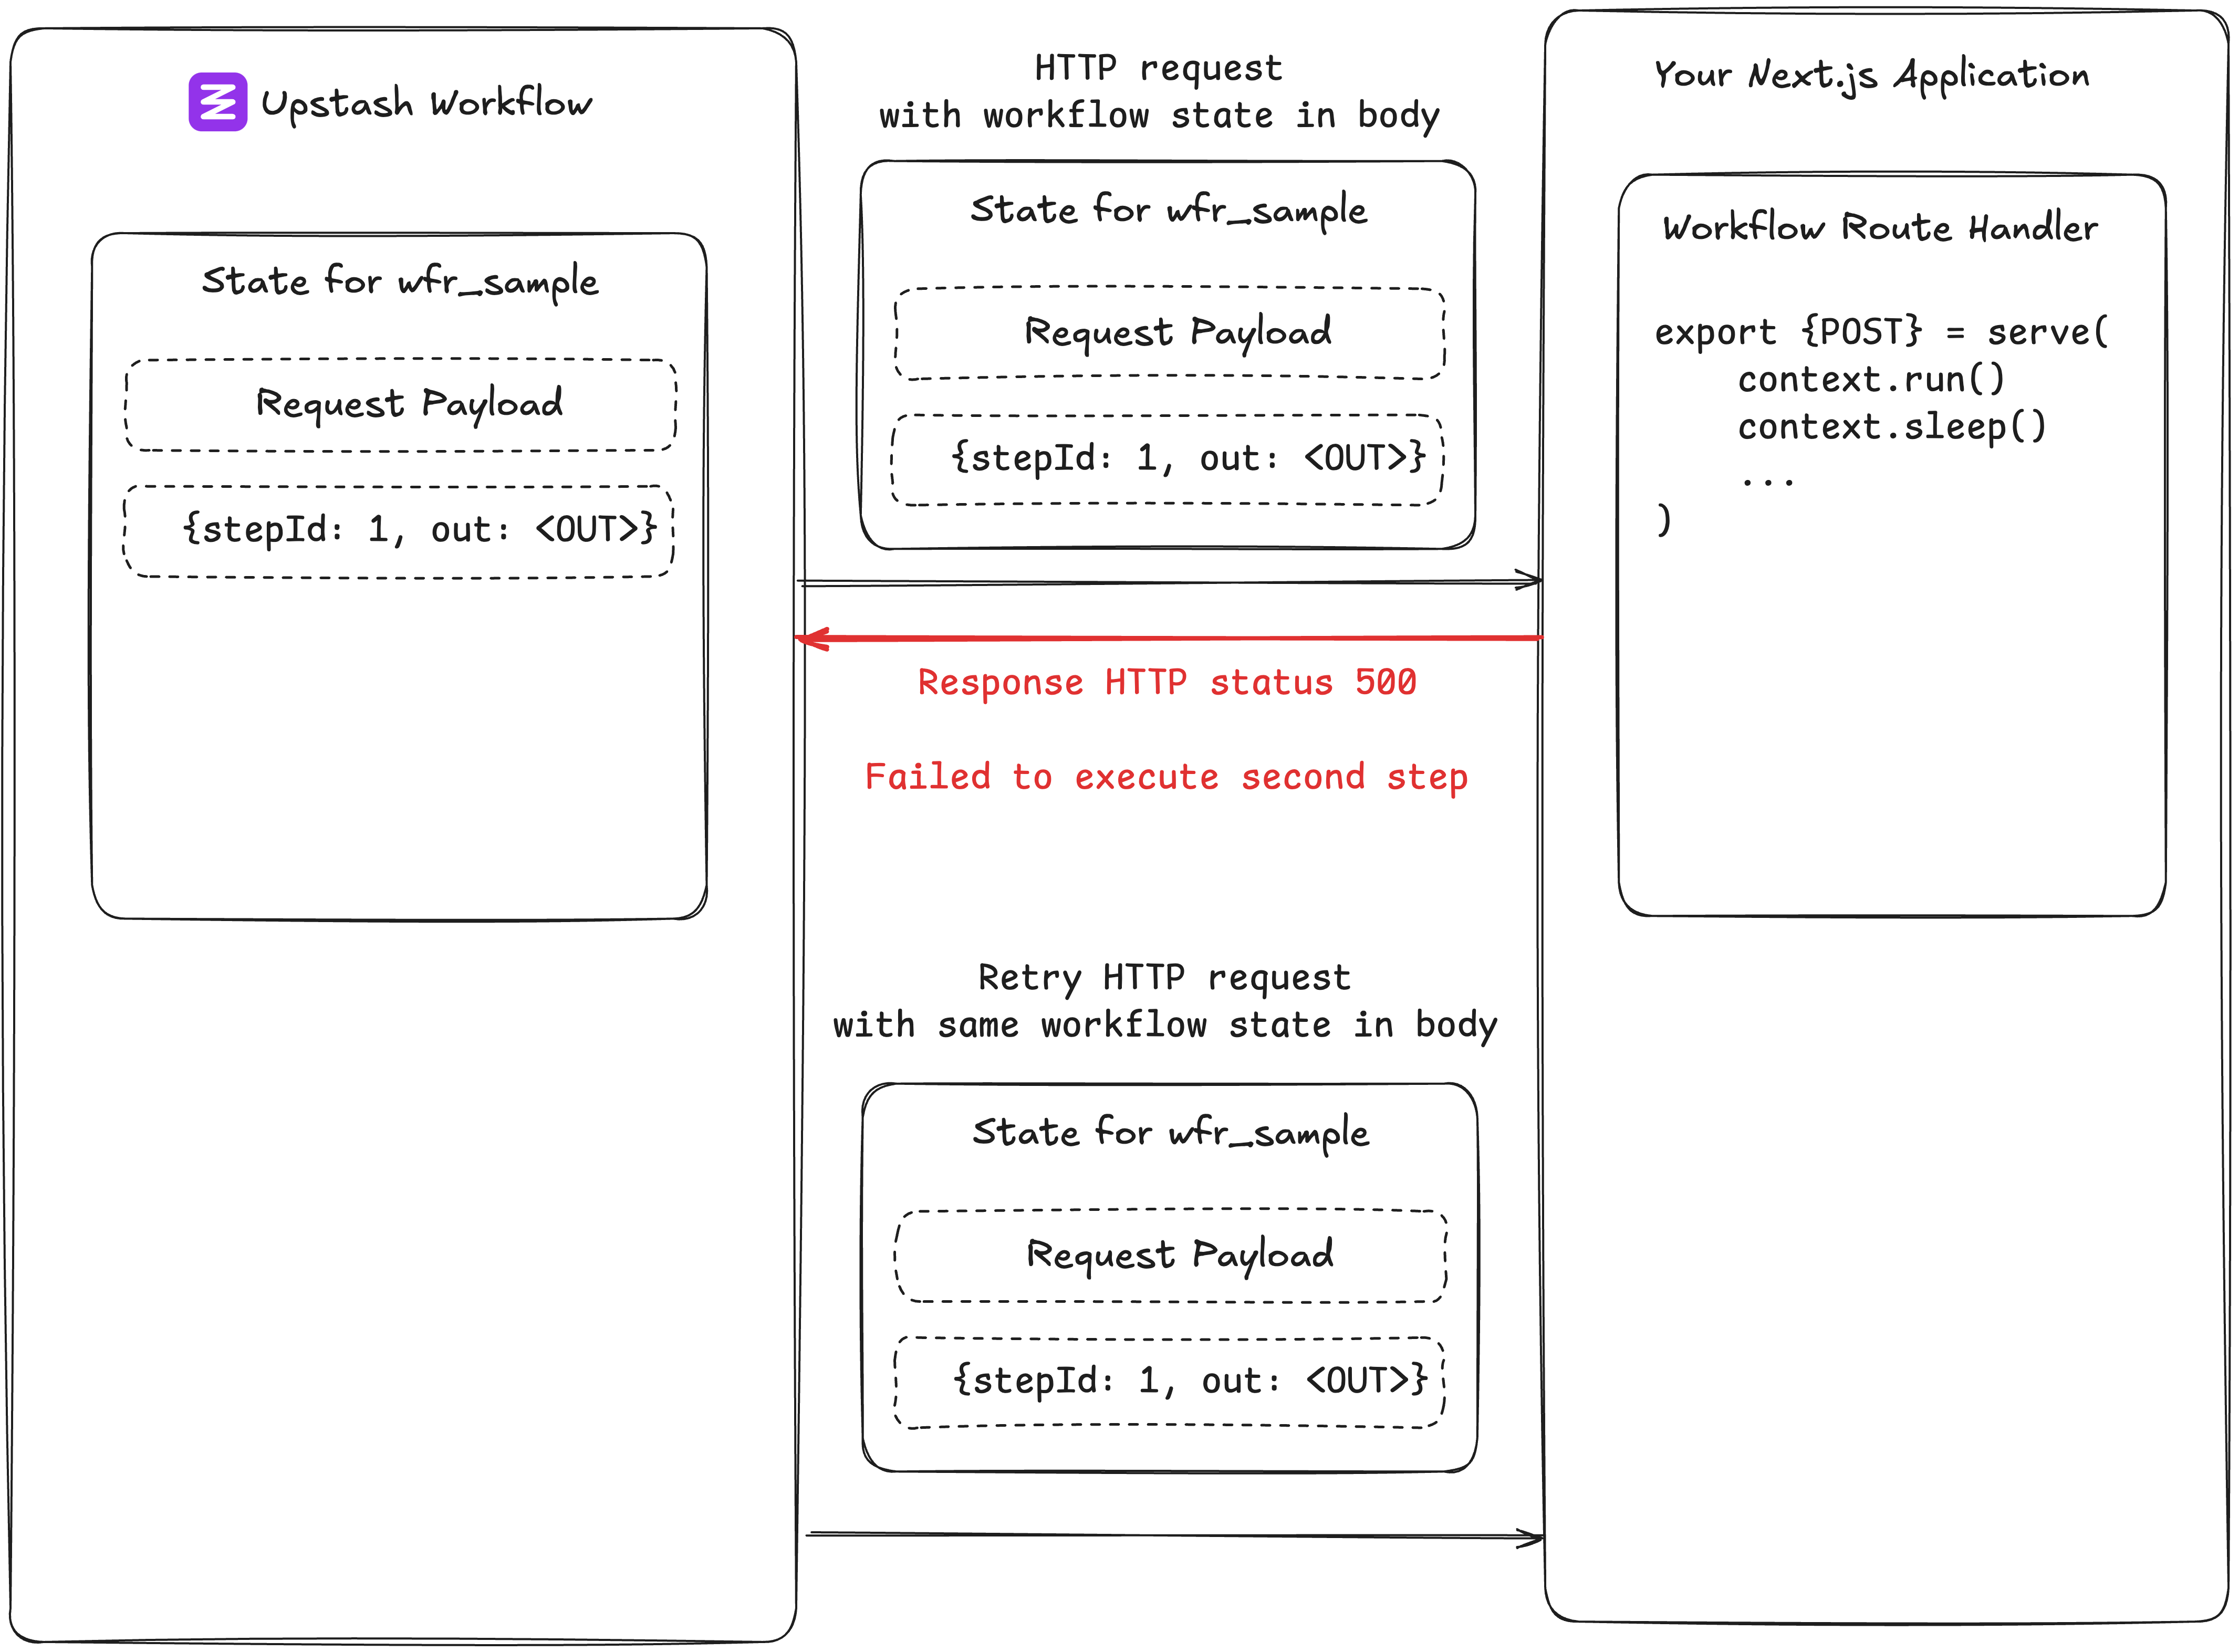 Upstash Workflow
State for wfr_sample
Request Payload
{stepId: 1, out: <OUT>}
HTTP request
with workflow state in body
State for wfr_sample
Request Payload
{stepId: 1, out: <OUT>}
Response HTTP status 500
Failed to execute second step
Retry HTTP request
with same workflow state in body
State for wfr_sample
Request Payload
{stepId: 1, out: <OUT>}
Your Next.js Application
Workflow Route Handler
export {POST} = serve(
context.run()
context.sleep()
...
)